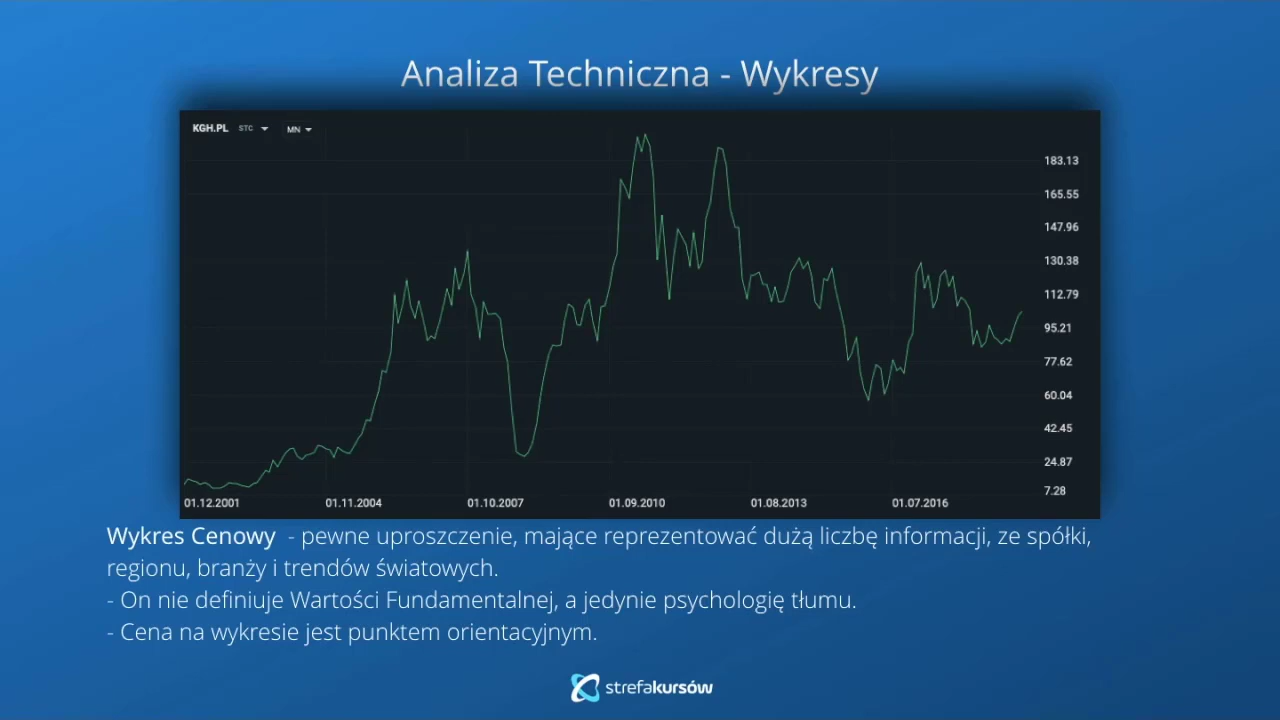 Analiza Techniczna - Wykresy
KGH.PL STC MN
183.13
165.55
147.96
130.38
112.79
95.21
77.62
60.04
42.45
24.87
7.28
01.12.2001 01.11.2004 01.10.2007 01.09.2010 01.08.2013 01.07.2016
Wykres Cenowy - pewne uproszczenie, mające reprezentować dużą liczbę informacji, ze spółki,
regionu, branży i trendów światowych.
- On nie definiuje Wartości Fundamentalnej, a jedynie psychologię tłumu.
- Cena na wykresie jest punktem orientacyjnym.
strefakursów